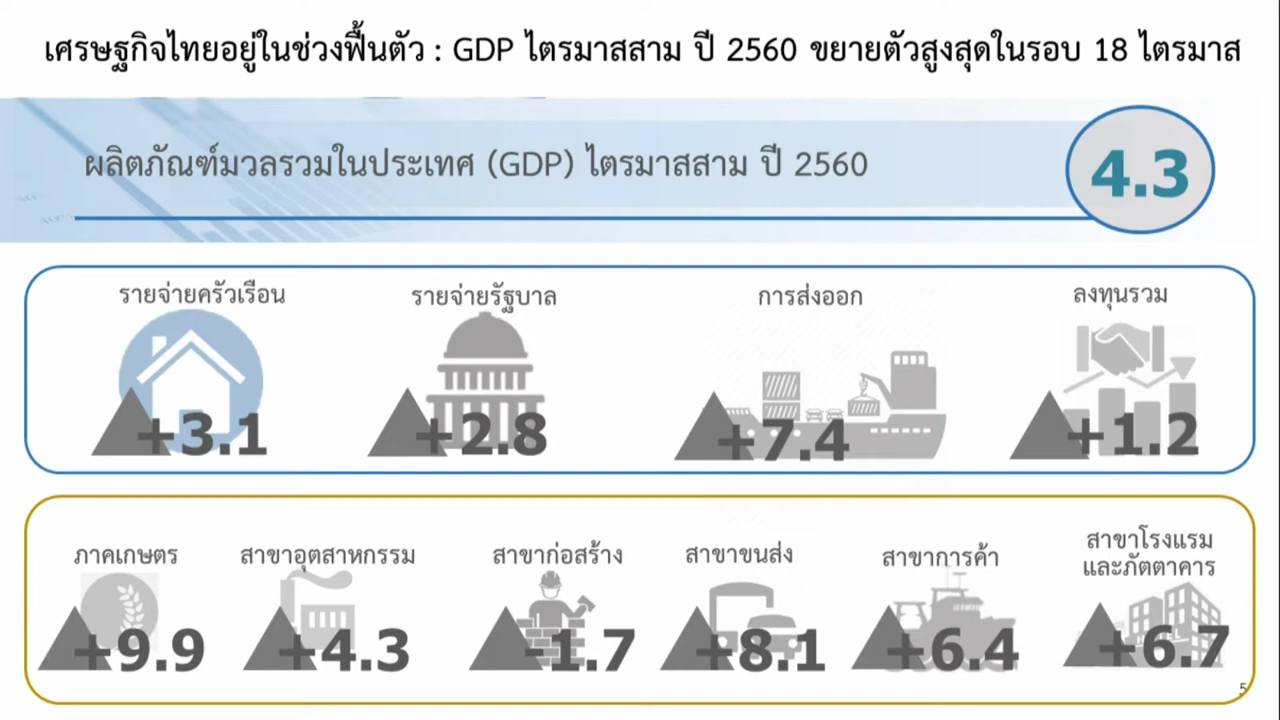 เศรษฐกิจไทยอยู่ในช่วงฟื้นตัว : GDP ไตรมาสสาม ปี 2560 ขยายตัวสูงสุดในรอบ 18 ไตรมาส
ผลิตภัณฑ์มวลรวมในประเทศ (GDP) ไตรมาสสาม ปี 2560
4.3
รายจ่ายครัวเรือน
+3.1
รายจ่ายรัฐบาล
+2.8
การส่งออก
+7.4
ลงทุนรวม
+1.2
ภาคเกษตร
+9.9
สาขาอุตสาหกรรม
+4.3
สาขาก่อสร้าง
-1.7
สาขาขนส่ง
+8.1
สาขาการค้า
+6.4
สาขาโรงแรม
และภัตตาคาร
+6.7
5